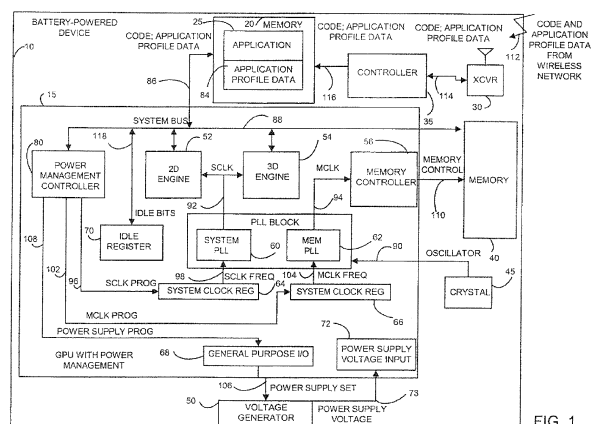 BATTERY-POWERED
DEVICE
10
25
20
MEMORY
CODE; APPLICATION
PROFILE DATA
APPLICATION
APPLICATION
PROFILE DATA
84
86
CODE; APPLICATION
PROFILE DATA
116
CONTROLLER
35
CODE; APPLICATION
PROFILE DATA
114
XCVR
30
112
CODE AND
APPLICATION
PROFILE DATA
FROM
WIRELESS
NETWORK
15
SYSTEM BUS
88
118
80
POWER
MANAGEMENT
CONTROLLER
52
2D
ENGINE
SCLK
92
54
3D
ENGINE
MCLK
94
56
MEMORY
CONTROLLER
MEMORY
CONTROL
110
MEMORY
40
IDLE BITS
70
IDLE
REGISTER
PLL BLOCK
SYSTEM
PLL
60
MEM
PLL
62
90
OSCILLATOR
CRYSTAL
45
108
102
96
98
SCLK FREQ
104
MCLK FREQ
SCLK PROG
SYSTEM CLOCK REG
64
MCLK PROG
SYSTEM CLOCK REG
66
POWER SUPPLY PROG
72
POWER SUPPLY
VOLTAGE INPUT
GPU WITH POWER
MANAGEMENT
68
GENERAL PURPOSE I/O
106
POWER SUPPLY SET
73
50
VOLTAGE
GENERATOR
POWER SUPPLY
VOLTAGE
FIG. 1